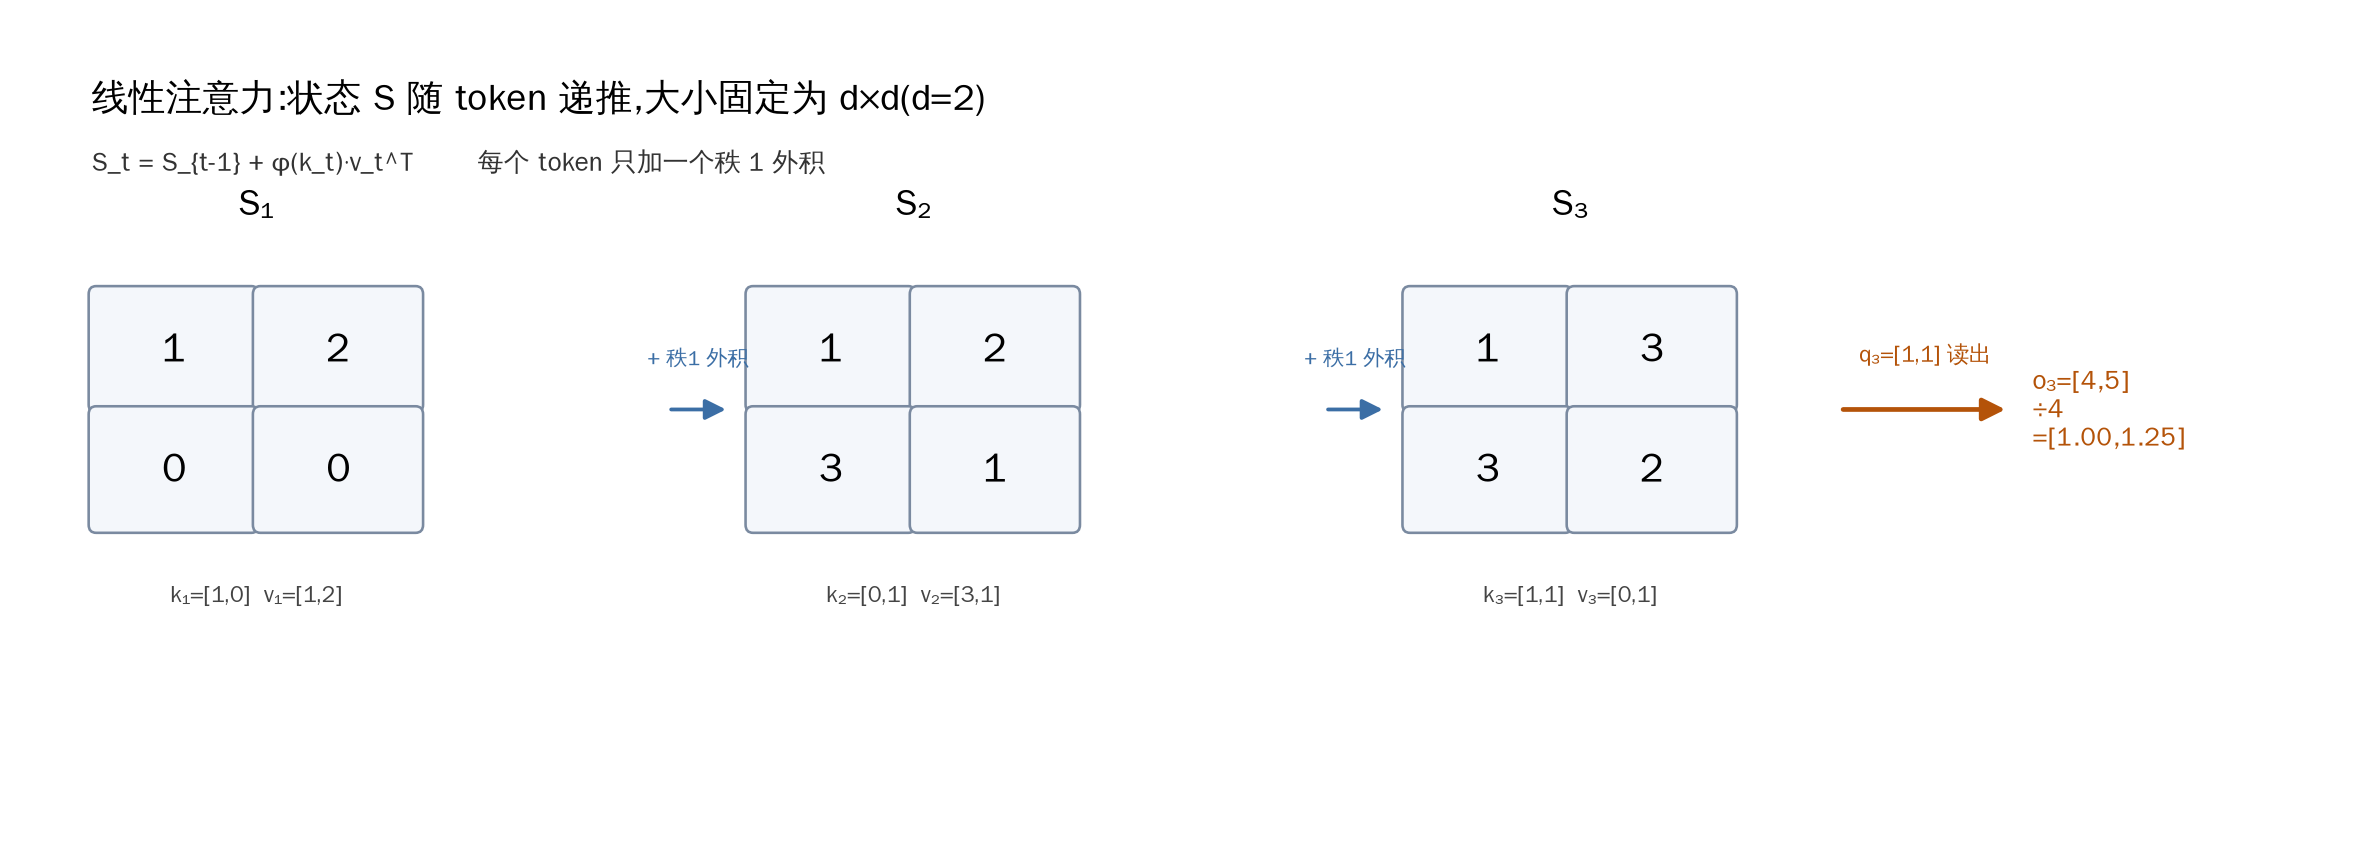 线性注意力:状态 S 随 token 递推,大小固定为 d×d(d=2)
S_t = S_{t-1} + φ(k_t)·v_t^T 每个 token 只加一个秩 1 外积
S₁
S₂
S₃
1 2
0 0
k₁=[1,0] v₁=[1,2]
+ 秩1 外积
1 2
3 1
k₂=[0,1] v₂=[3,1]
+ 秩1 外积
1 3
3 2
k₃=[1,1] v₃=[0,1]
q₃=[1,1] 读出
o₃=[4,5]
÷4
=[1.00,1.25]